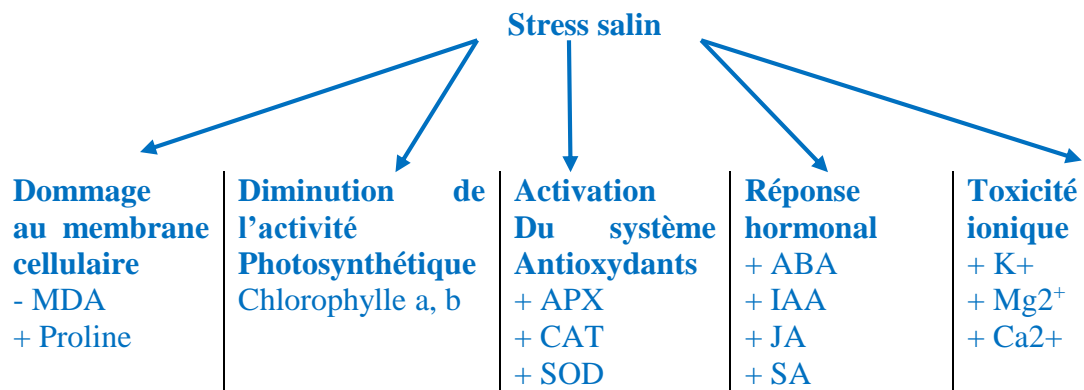 Stress salin
Dommage
au membrane
cellulaire
- MDA
+ Proline
Diminution de
l'activité
Photosynthétique
Chlorophylle a, b
Activation
Du système
Antioxydants
+ APX
+ CAT
+ SOD
Réponse
hormonal
+ ABA
+ IAA
+ JA
+ SA
Toxicité
ionique
+ K+
+ Mg2⁺
+ Ca2+